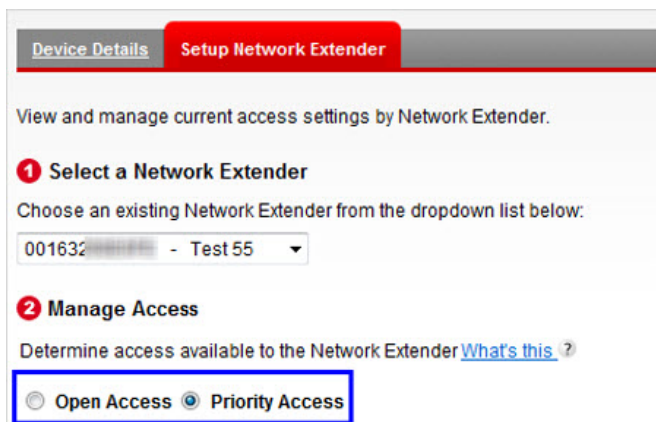 Device Details Setup Network Extender
View and manage current access settings by Network Extender.
1 Select a Network Extender
Choose an existing Network Extender from the dropdown list below:
001632 - Test 55
2 Manage Access
Determine access available to the Network Extender What's this ?
Open Access Priority Access